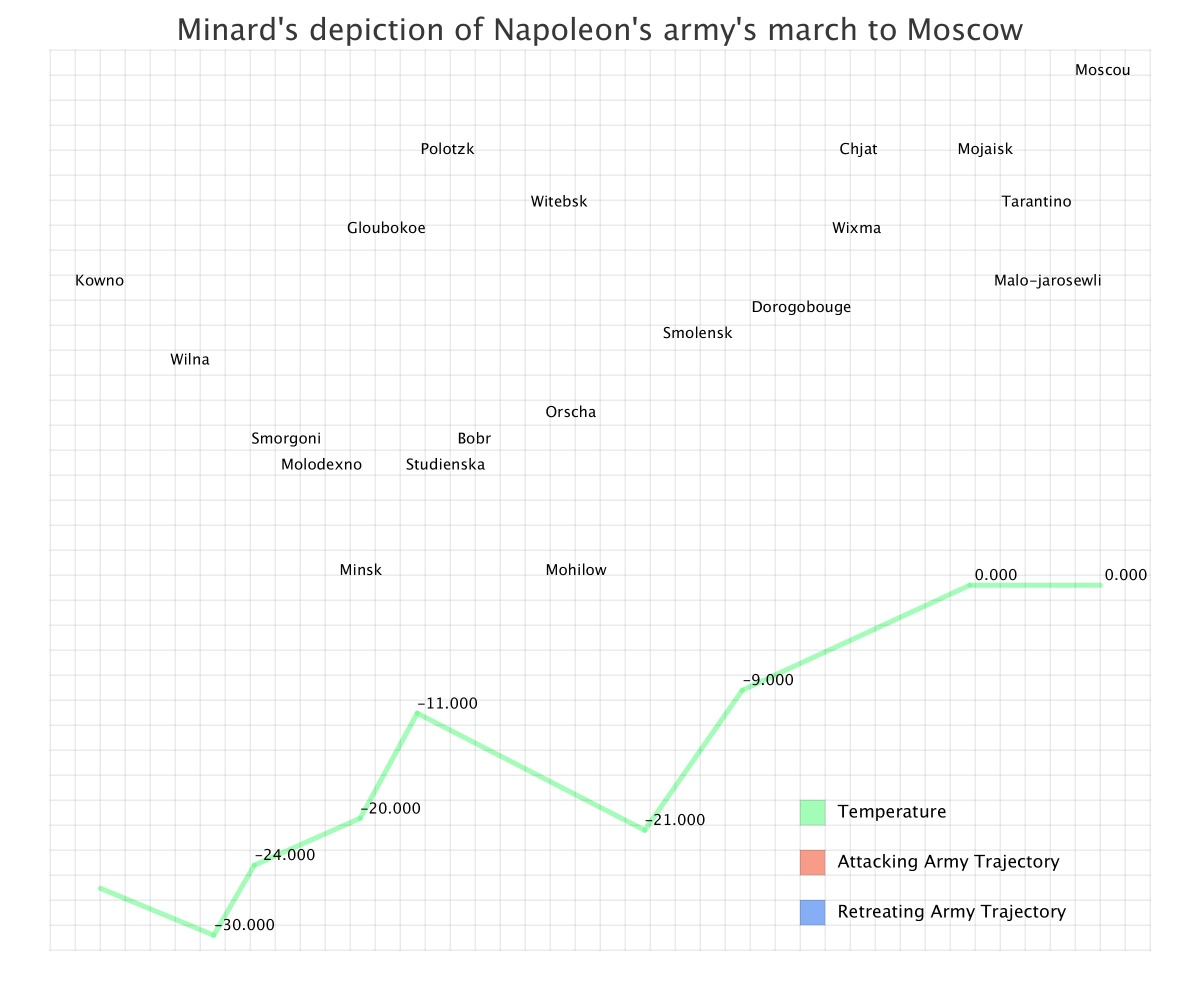 Minard's depiction of Napoleon's army's march to Moscow
Moscou
Polotzk
Chjat
Mojaisk
Witebsk
Tarantino
Gloubokoe
Wixma
Kowno
Malo-jarosewli
Dorogobouge
Smolensk
Wilna
Orscha
Smorgoni
Bobr
Molodexno
Studienska
Minsk
Mohilow
0.000
0.000
-9.000
-11.000
-20.000
-21.000
-24.000
-30.000
Temperature
Attacking Army Trajectory
Retreating Army Trajectory